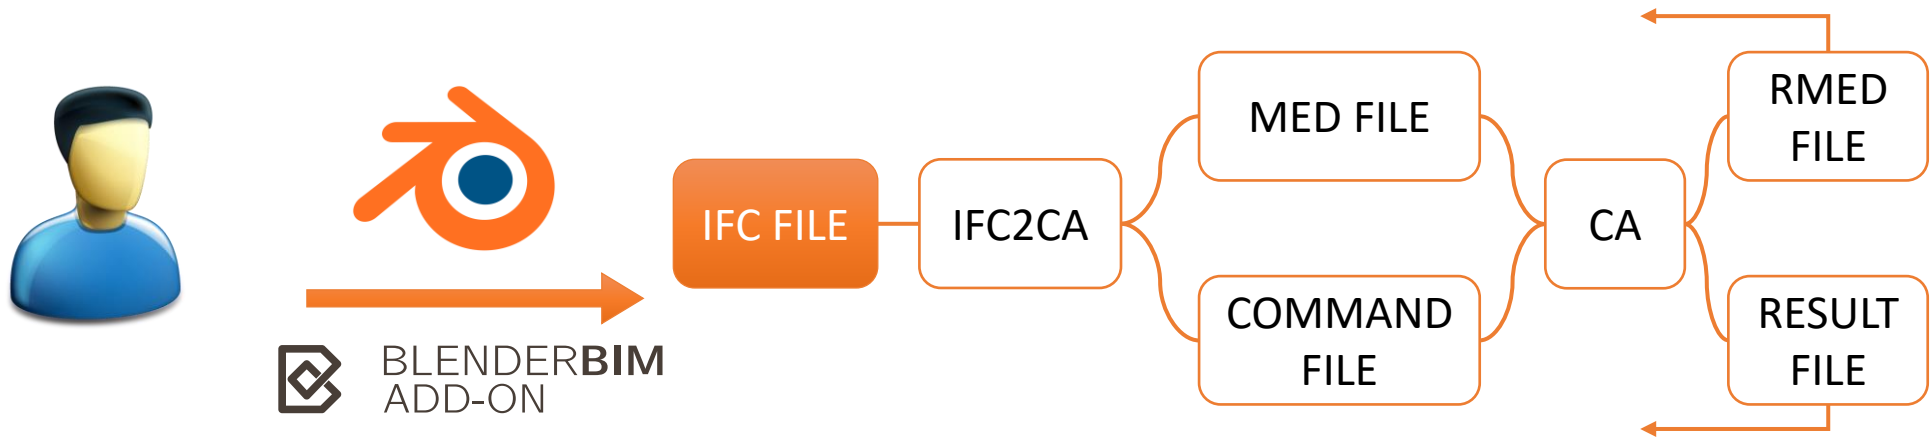 BLENDERBIM
ADD-ON
IFC FILE
IFC2CA
MED FILE
COMMAND
FILE
CA
RMED
FILE
RESULT
FILE